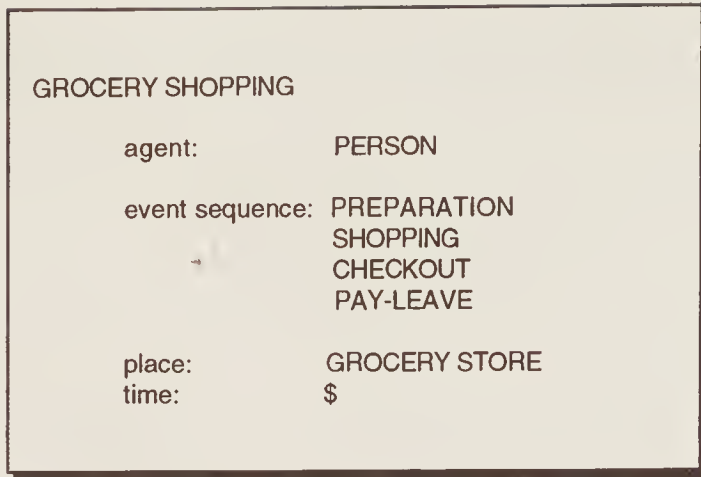 GROCERY SHOPPING
agent: PERSON
event sequence: PREPARATION
SHOPPING
CHECKOUT
PAY-LEAVE
place: GROCERY STORE
time: $